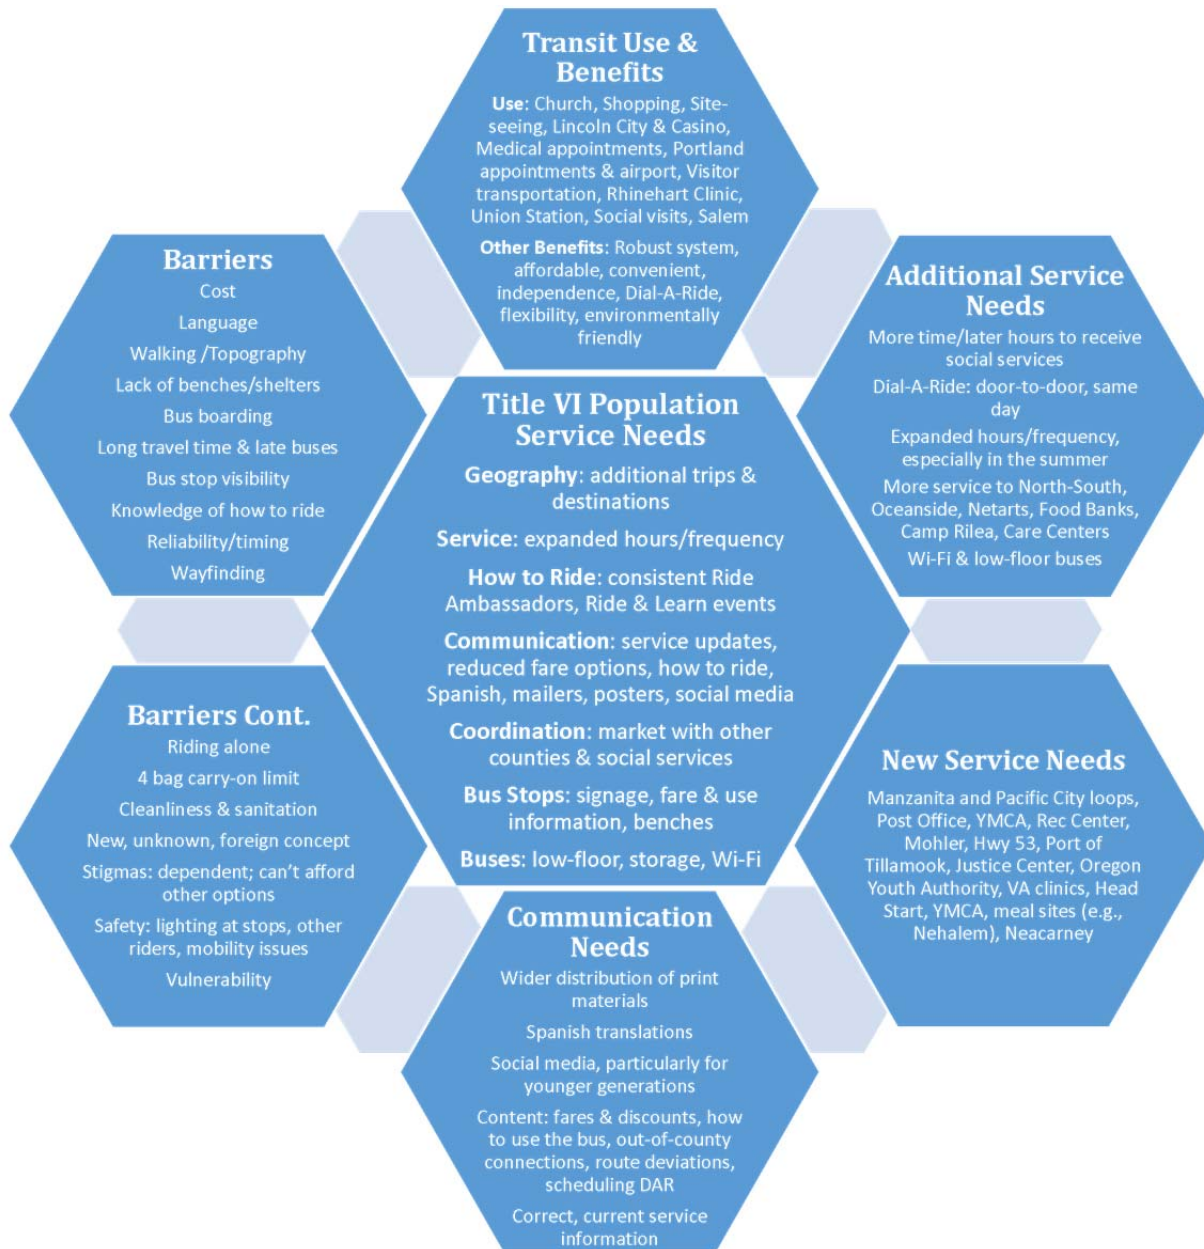 Transit Use &
Benefits
Use: Church, Shopping, Site-
seeing, Lincoln City & Casino,
Medical appointments, Portland
appointments & airport, Visitor
transportation, Rhinehart Clinic,
Union Station, Social visits, Salem
Other Benefits: Robust system,
affordable, convenient,
independence, Dial-A-Ride,
flexibility, environmentally
friendly
Barriers
Cost
Language
Walking /Topography
Lack of benches/shelters
Bus boarding
Long travel time & late buses
Bus stop visibility
Knowledge of how to ride
Reliability/timing
Wayfinding
Additional Service
Needs
More time/later hours to receive
social services
Dial-A-Ride: door-to-door, same
day
Expanded hours/frequency,
especially in the summer
More service to North-South,
Oceanside, Netarts, Food Banks,
Camp Rilea, Care Centers
Wi-Fi & low-floor buses
Title VI Population
Service Needs
Geography: additional trips &
destinations
Service: expanded hours/frequency
How to Ride: consistent Ride
Ambassadors, Ride & Learn events
Communication: service updates,
reduced fare options, how to ride,
Spanish, mailers, posters, social media
Coordination: market with other
counties & social services
Bus Stops: signage, fare & use
information, benches
Buses: low-floor, storage, Wi-Fi
Barriers Cont.
Riding alone
4 bag carry-on limit
Cleanliness & sanitation
New, unknown, foreign concept
Stigmas: dependent; can't afford
other options
Safety: lighting at stops, other
riders, mobility issues
Vulnerability
New Service Needs
Manzanita and Pacific City loops,
Post Office, YMCA, Rec Center,
Mohler, Hwy 53, Port of
Tillamook, Justice Center, Oregon
Youth Authority, VA clinics, Head
Start, YMCA, meal sites (e.g.,
Nehalem), Neacarney
Communication
Needs
Wider distribution of print
materials
Spanish translations
Social media, particularly for
younger generations
Content: fares & discounts, how
to use the bus, out-of-county
connections, route deviations,
scheduling DAR
Correct, current service
information